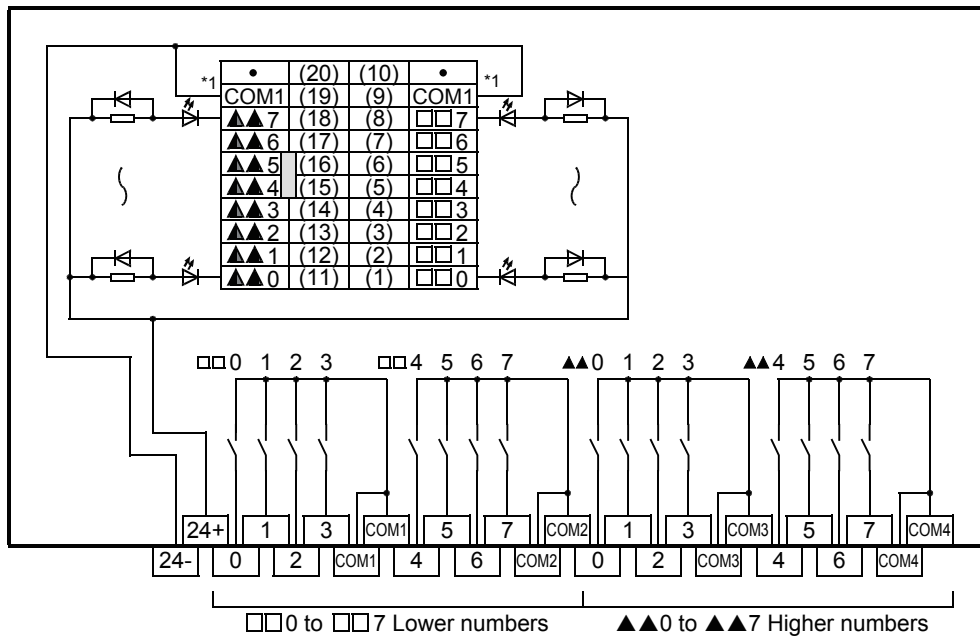 *1 • (20) (10) • *1
COM1 (19) (9) COM1
▲▲7 (18) (8) □□7
▲▲6 (17) (7) □□6
▲▲5 (16) (6) □□5
▲▲4 (15) (5) □□4
▲▲3 (14) (4) □□3
▲▲2 (13) (3) □□2
▲▲1 (12) (2) □□1
▲▲0 (11) (1) □□0
□□0 1 2 3 □□4 5 6 7 ▲▲0 1 2 3 ▲▲4 5 6 7
24+ 1 3 COM1 5 7 COM2 1 3 COM3 5 7 COM4
24- 0 2 COM1 4 6 COM2 0 2 COM3 4 6 COM4
□□0 to □□7 Lower numbers ▲▲0 to ▲▲7 Higher numbers